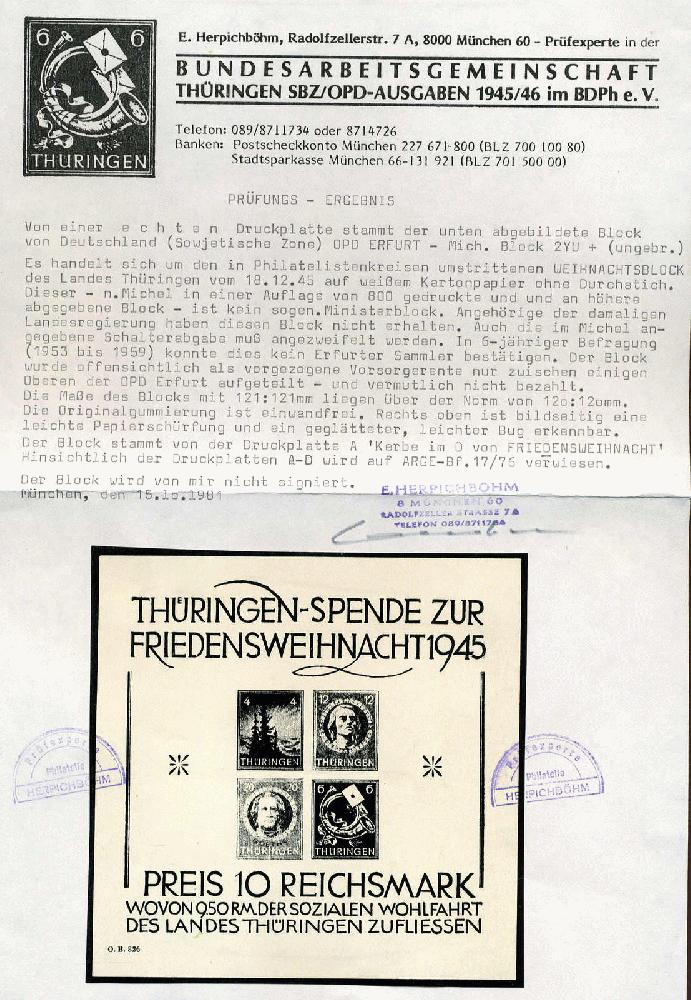 6 6
THÜRINGEN
E. Herpichböhm, Radolfzellerstr. 7 A, 8000 München 60 – Prüfexperte in der
BUNDESARBEITSGEMEINSCHAFT
THÜRINGEN SBZ/OPD-AUSGABEN 1945/46 im BDPh e. V.
Telefon: 089/8711734 oder 8714726
Banken: Postscheckkonto München 227 671-800 (BLZ 700 100 80)
Stadtsparkasse München 66-131 921 (BLZ 701 500 00)
PRÜFUNGS - ERGEBNIS
Von einer e c h t e n Druckplatte stammt der unten abgebildete Block
von Deutschland (Sowjetische Zone) OPD ERFURT - Mich. Block 2YU + (ungebr.)
Es handelt sich um den in Philatelistenkreisen umstrittenen WEIHNACHTSBLOCK
des Landes Thüringen vom 18.12.45 auf weißem Kartonpapier ohne Durchstich.
Dieser - n.Michel in einer Auflage von 800 gedruckte und und an höhere
abgegebene Block - ist kein sogen.Ministerblock. Angehörige der damaligen
Landesregierung haben diesen Block nicht erhalten. Auch die im Michel an-
gegebene Schalterabgabe muß angezweifelt werden. In 6-jähriger Befragung
(1953 bis 1959) konnte dies kein Erfurter Sammler bestätigen. Der Block
wurde offensichtlich als vorgezogene Vorsorgerente nur zwischen einigen
Oberen der OPD Erfurt aufgeteilt - und vermutlich nicht bezahlt.
Die Maße des Blocks mit 121:121mm liegen über der Norm von
Die Originalgummierung ist einwandfrei. Rechts oben ist bildseitig eine
leichte Papierschürfung und ein geglätteter, leichter Bug erkennbar.
Der Block stammt von der Druckplatte A 'Kerbe im O von FRIEDENSWEIHNACHT'
Hinsichtlich der Druckplatten A-D wird auf ARGE-Bf.17/76 verwiesen.
Der Block wird von mir nicht signiert.
München, den
E.HERPICHBÖHM
8 MÜNCHEN 60
RADOLFZELLER STRASSE 7A
TELEFON 089/8711734
THÜRINGEN-SPENDE ZUR
FRIEDENSWEIHNACHT 1945
4 4
THÜRINGEN
12 12
THÜRINGEN
THÜRINGEN
6 6
THÜRINGEN
Prüfexperte
Philatelie
HERPICHBÖHM
Prüfexperte
Philatelie
HERPICHBÖHM
PREIS 10 REICHSMARK
WOVON 9.50 RM. DER SOZIALEN WOHLFAHRT
DES LANDES THÜRINGEN ZUFLIESSEN
O. B. 836